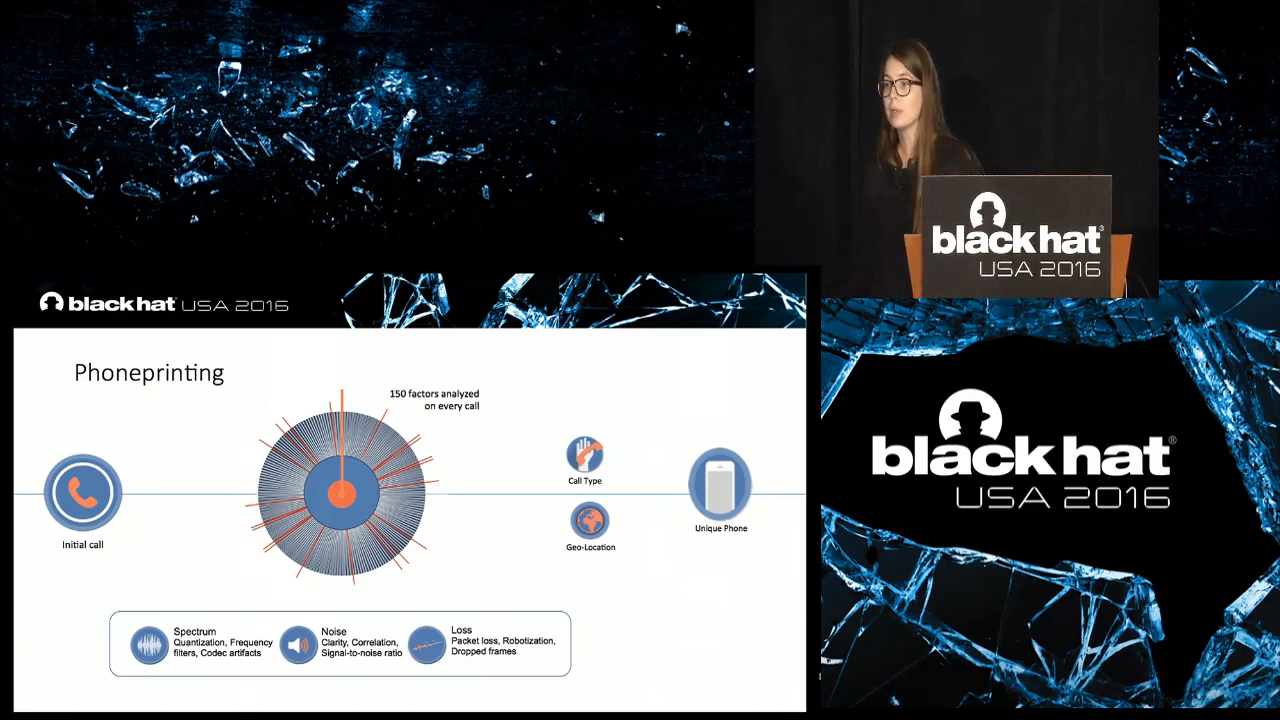 black hat®
USA 2016
black hat USA 2016
Phoneprinting
150 factors analyzed
on every call
Call Type
Initial call
Geo-Location
Unique Phone
Spectrum
Quantization, Frequency
filters, Codec artifacts
Noise
Clarity, Correlation,
Signal-to-noise ratio
Loss
Packet loss, Robotization,
Dropped frames
black hat®
USA 2016